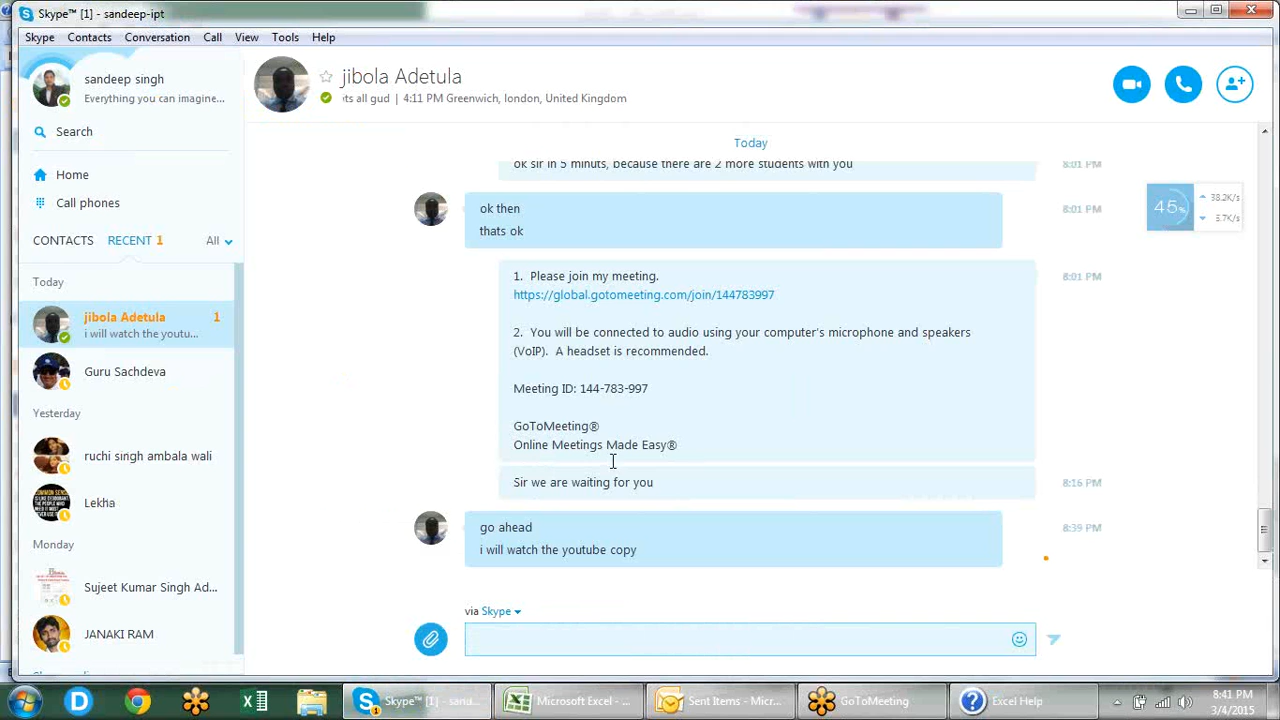 Skype™ [1] - sandeep-ipt
Skype Contacts Conversation Call View Tools Help
sandeep singh
Everything you can imagine...
Search
Home
Call phones
CONTACTS RECENT 1 All
Today
jibola Adetula 1
i will watch the youtu...
Guru Sachdeva
Yesterday
ruchi singh ambala wali
Lekha
Monday
Sujeet Kumar Singh Ad...
JANAKI RAM
jibola Adetula
ts all gud | 4:11 PM Greenwich, london, United Kingdom
Today
ok sir in 5 minuts, because there are 2 more students with you 8:01 PM
ok then 8:01 PM
thats ok
1. Please join my meeting. 8:01 PM
https://global.gotomeeting.com/join/144783997
2. You will be connected to audio using your computer's microphone and speakers
(VoIP). A headset is recommended.
Meeting ID: 144-783-997
GoToMeeting®
Online Meetings Made Easy®
Sir we are waiting for you 8:16 PM
go ahead 8:39 PM
i will watch the youtube copy
45%
38.2K/s
5.7K/s
via Skype
Skype™ [1] - sandu...
Microsoft Excel - ...
Sent Items - Micr...
GoToMeeting
Excel Help
8:41 PM
3/4/2015